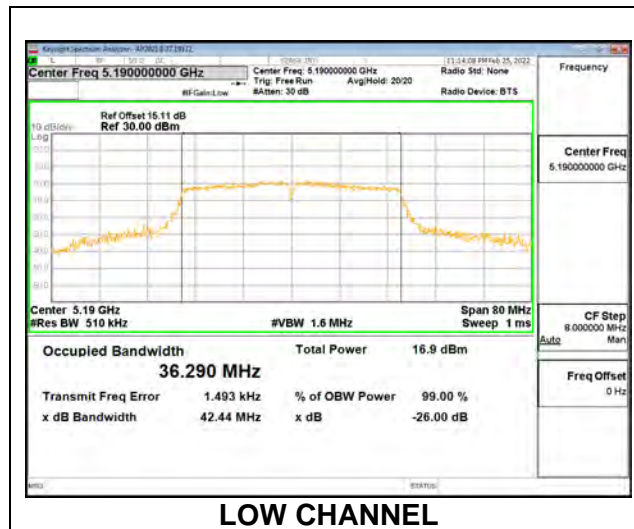 Center Freq 5.190000000 GHz
Center Freq: 5.190000000 GHz
Radio Std: None
Frequency
Trig: Free Run
Avg|Hold: 20/20
#IFGain:Low
#Atten: 30 dB
Radio Device: BTS
Ref Offset 15.11 dB
10 dB/div
Ref 30.00 dBm
Log
Center Freq
5.190000000 GHz
Center 5.19 GHz
Span 80 MHz
#Res BW 510 kHz
#VBW 1.6 MHz
Sweep 1 ms
CF Step
8.000000 MHz
Auto
Man
Occupied Bandwidth
Total Power
16.9 dBm
36.290 MHz
Freq Offset
0 Hz
Transmit Freq Error
1.493 kHz
% of OBW Power
99.00 %
x dB Bandwidth
42.44 MHz
x dB
-26.00 dB
MSG
STATUS
LOW CHANNEL